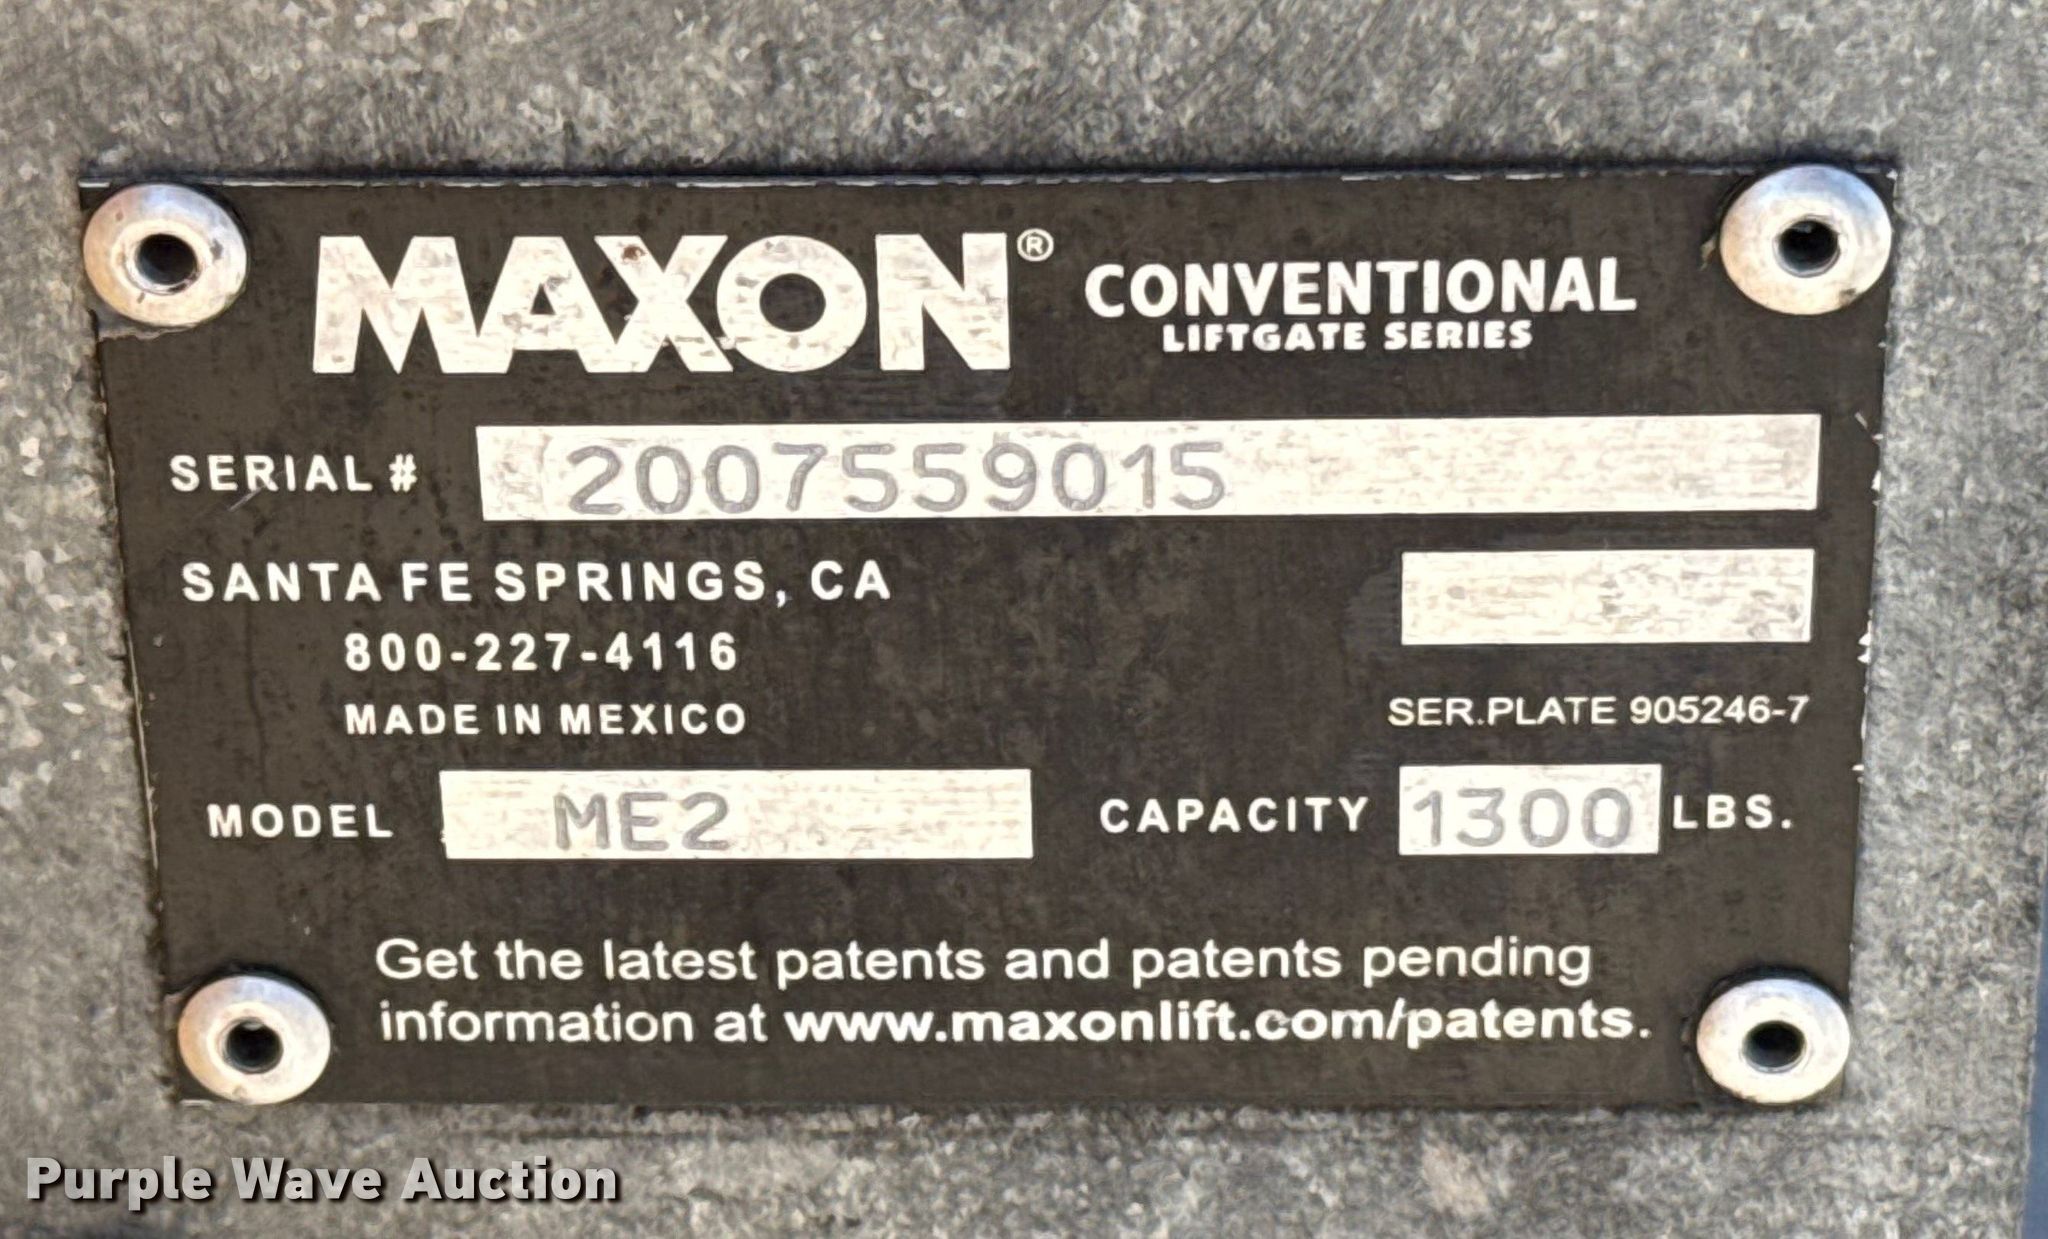 MAXON® CONVENTIONAL
LIFTGATE SERIES
SERIAL # 2007559015
SANTA FE SPRINGS, CA
800-227-4116
MADE IN MEXICO
SER.PLATE 905246-7
MODEL ME2 CAPACITY 1300 LBS.
Get the latest patents and patents pending
information at www.maxonlift.com/patents.
Purple Wave Auction